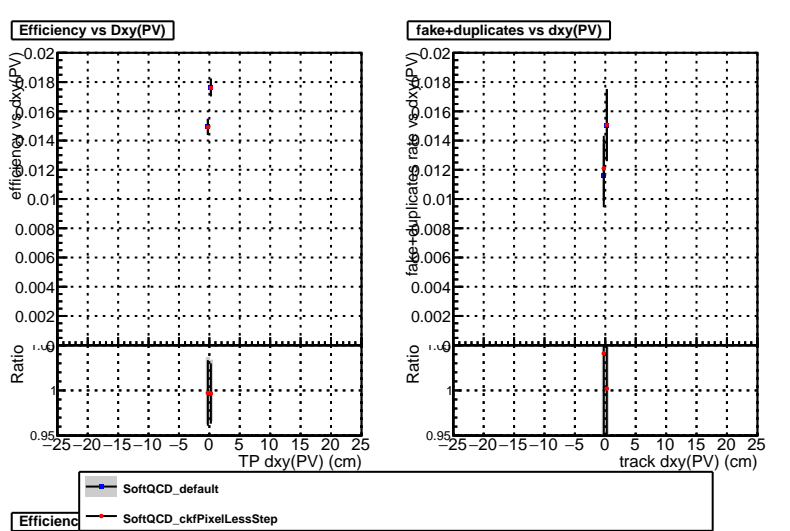 Efficiency vs Dxy(PV)
efficiency vs dxy(PV)
0.02
0.018
0.016
0.014
0.012
0.01
0.008
0.006
0.004
0.002
0
Ratio
1
0.95
−25 −20 −15 −10 −5 0 5 10 15 20 25
TP dxy(PV) (cm)
fake+duplicates vs dxy(PV)
fake+duplicates rate vs dxy(PV)
0.02
0.018
0.016
0.014
0.012
0.01
0.008
0.006
0.004
0.002
0
Ratio
1
0.95
−25 −20 −15 −10 −5 0 5 10 15 20 25
track dxy(PV) (cm)
SoftQCD_default
SoftQCD_ckfPixelLessStep
Efficienc